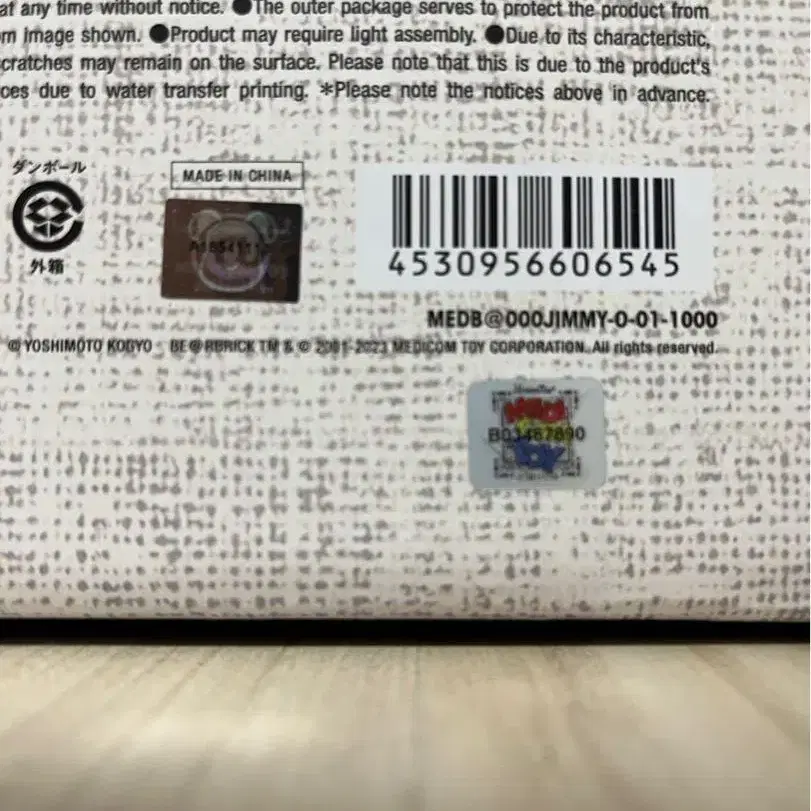 at any time without notice. ●The outer package serves to protect the product from
m image shown. ●Product may require light assembly. ●Due to its characteristic,
cratches may remain on the surface. Please note that this is due to the product's
ces due to water transfer printing. *Please note the notices above in advance.
ダンボール
外箱
MADE IN CHINA
4530956606545
MEDB@000JIMMY-0-01-1000
© YOSHIMOTO KOGYO BE@RBRICK TM & © 2001-2023 MEDICOM TOY CORPORATION. All rights reserved.
MEDICOM
B03467890
TOY